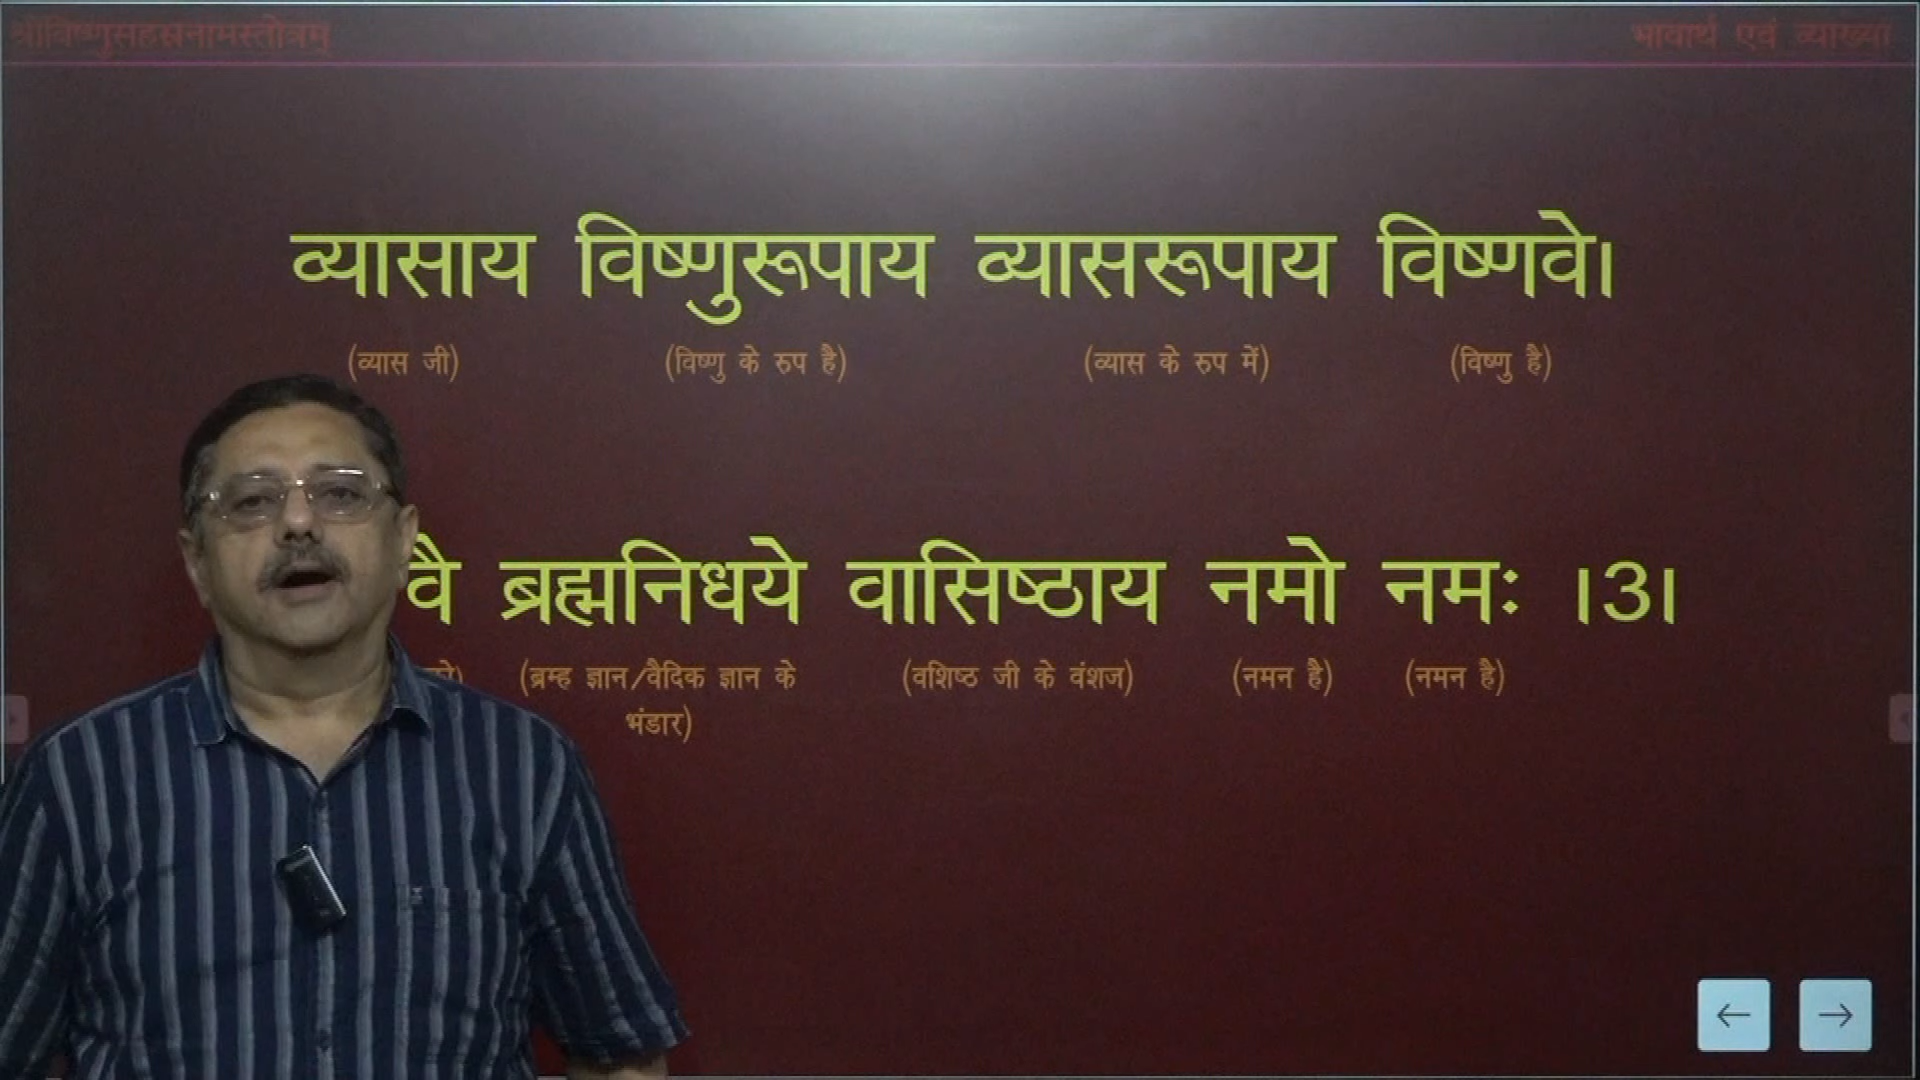 श्रीविष्णुसहस्रनामस्तोत्रम्
भावार्थ एवं व्याख्या
व्यासाय विष्णुरूपाय व्यासरूपाय विष्णवे।
(व्यास जी) (विष्णु के रुप है) (व्यास के रुप में) (विष्णु है)
वै ब्रह्मनिधये वासिष्ठाय नमो नमः ।3।
(ब्रम्ह ज्ञान/वैदिक ज्ञान के (वशिष्ठ जी के वंशज) (नमन है) (नमन है)
भंडार)